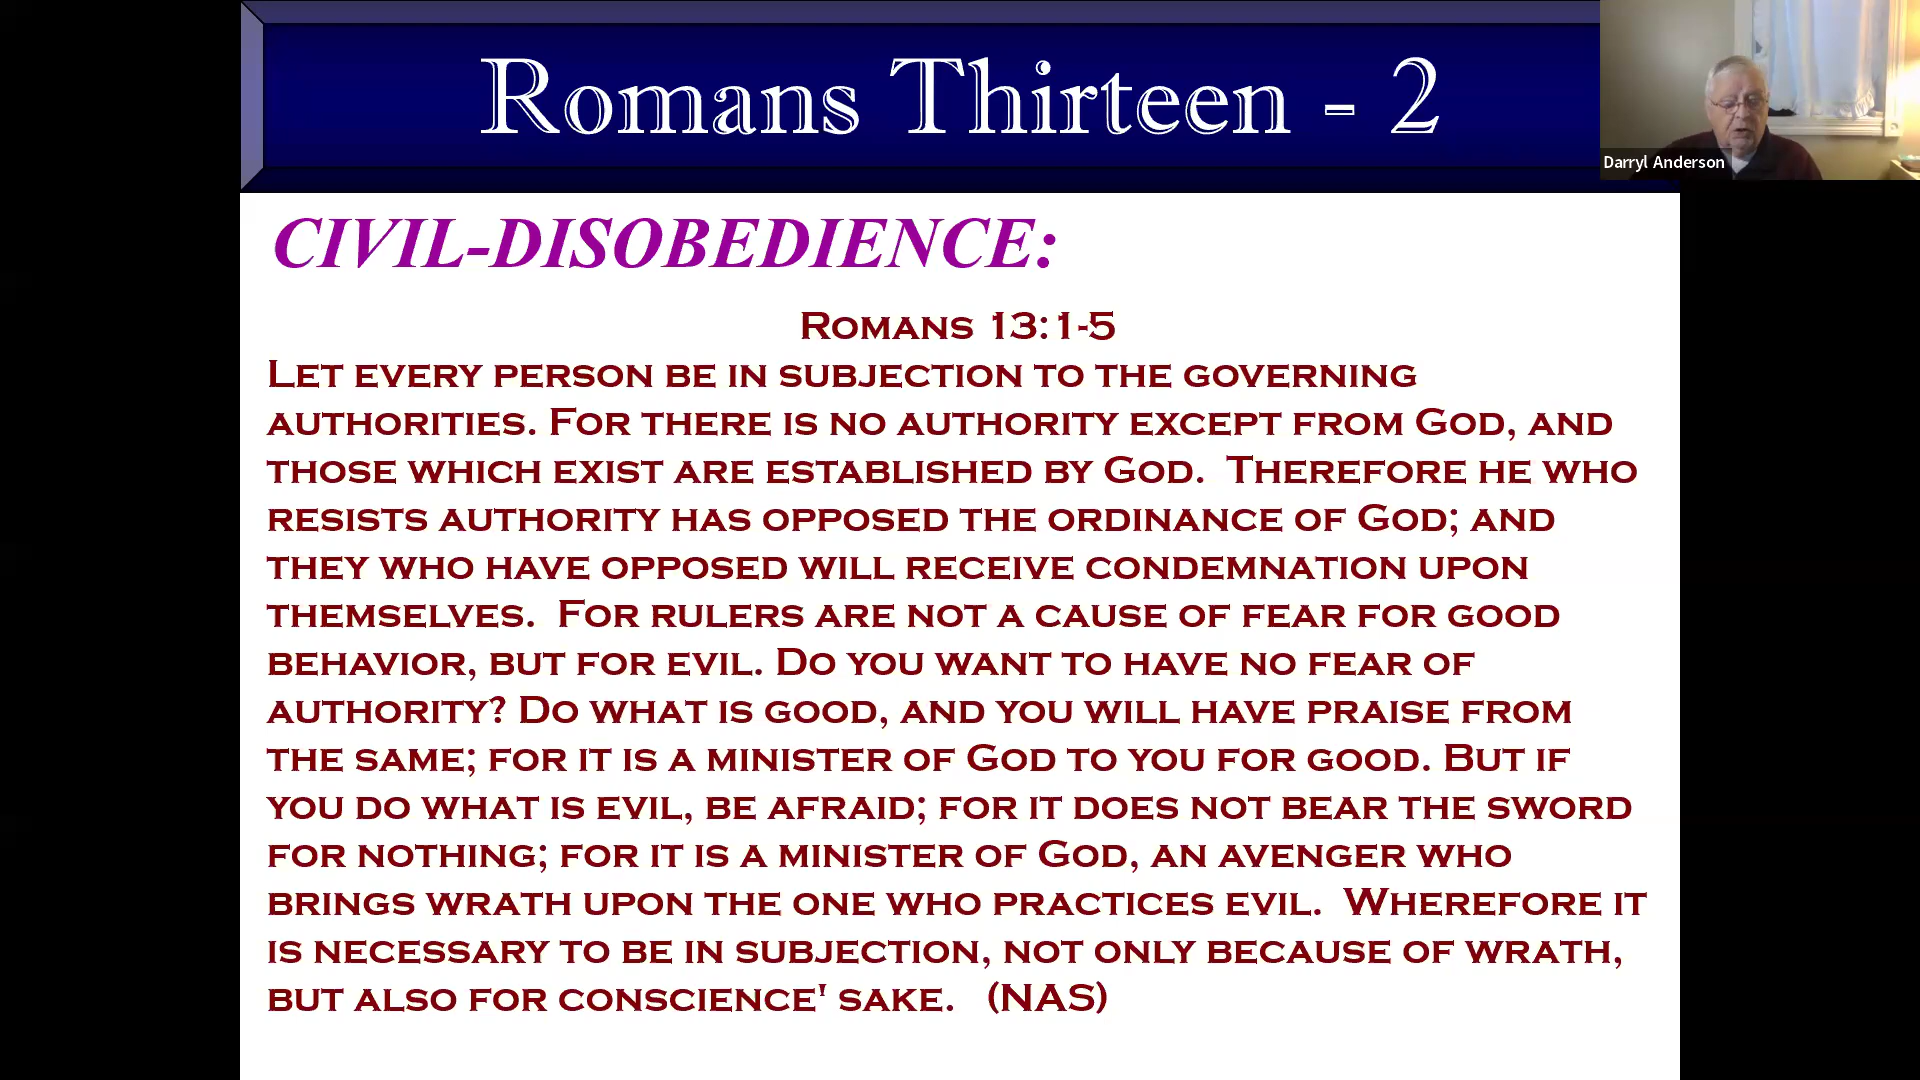 Romans Thirteen - 2
Darryl Anderson
CIVIL-DISOBEDIENCE:
Romans 13:1-5
Let every person be in subjection to the governing
authorities. For there is no authority except from God, and
those which exist are established by God. Therefore he who
resists authority has opposed the ordinance of God; and
they who have opposed will receive condemnation upon
themselves. For rulers are not a cause of fear for good
behavior, but for evil. Do you want to have no fear of
authority? Do what is good, and you will have praise from
the same; for it is a minister of God to you for good. But if
you do what is evil, be afraid; for it does not bear the sword
for nothing; for it is a minister of God, an avenger who
brings wrath upon the one who practices evil. Wherefore it
is necessary to be in subjection, not only because of wrath,
but also for conscience' sake. (NAS)